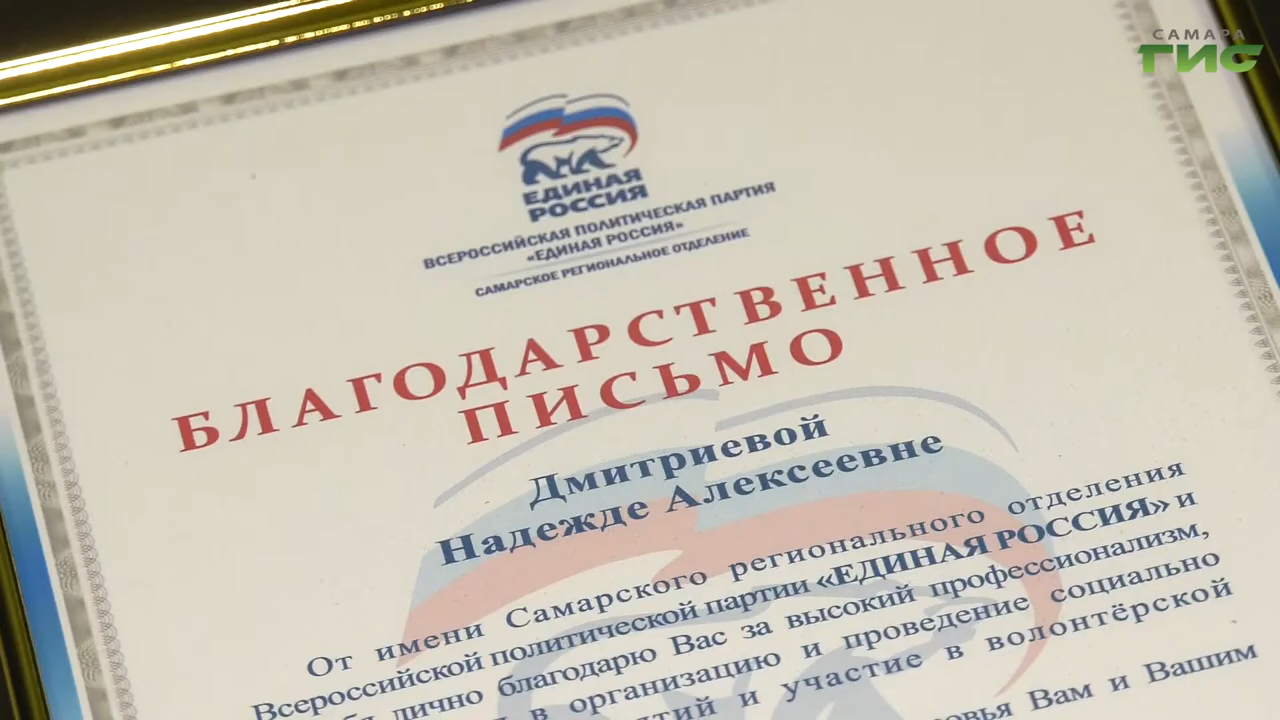 САМАРА
ГИС
ЕДИНАЯ
РОССИЯ
ВСЕРОССИЙСКАЯ ПОЛИТИЧЕСКАЯ ПАРТИЯ
«ЕДИНАЯ РОССИЯ»
САМАРСКОЕ РЕГИОНАЛЬНОЕ ОТДЕЛЕНИЕ
БЛАГОДАРСТВЕННОЕ
ПИСЬМО
Дмитриевой
Надежде Алексеевне
От имени Самарского регионального отделения
Всероссийской политической партии «ЕДИНАЯ РОССИЯ» и
лично благодарю Вас за высокий профессионализм,
в организацию и проведение социально
и участие в волонтёрской
Вам и Вашим